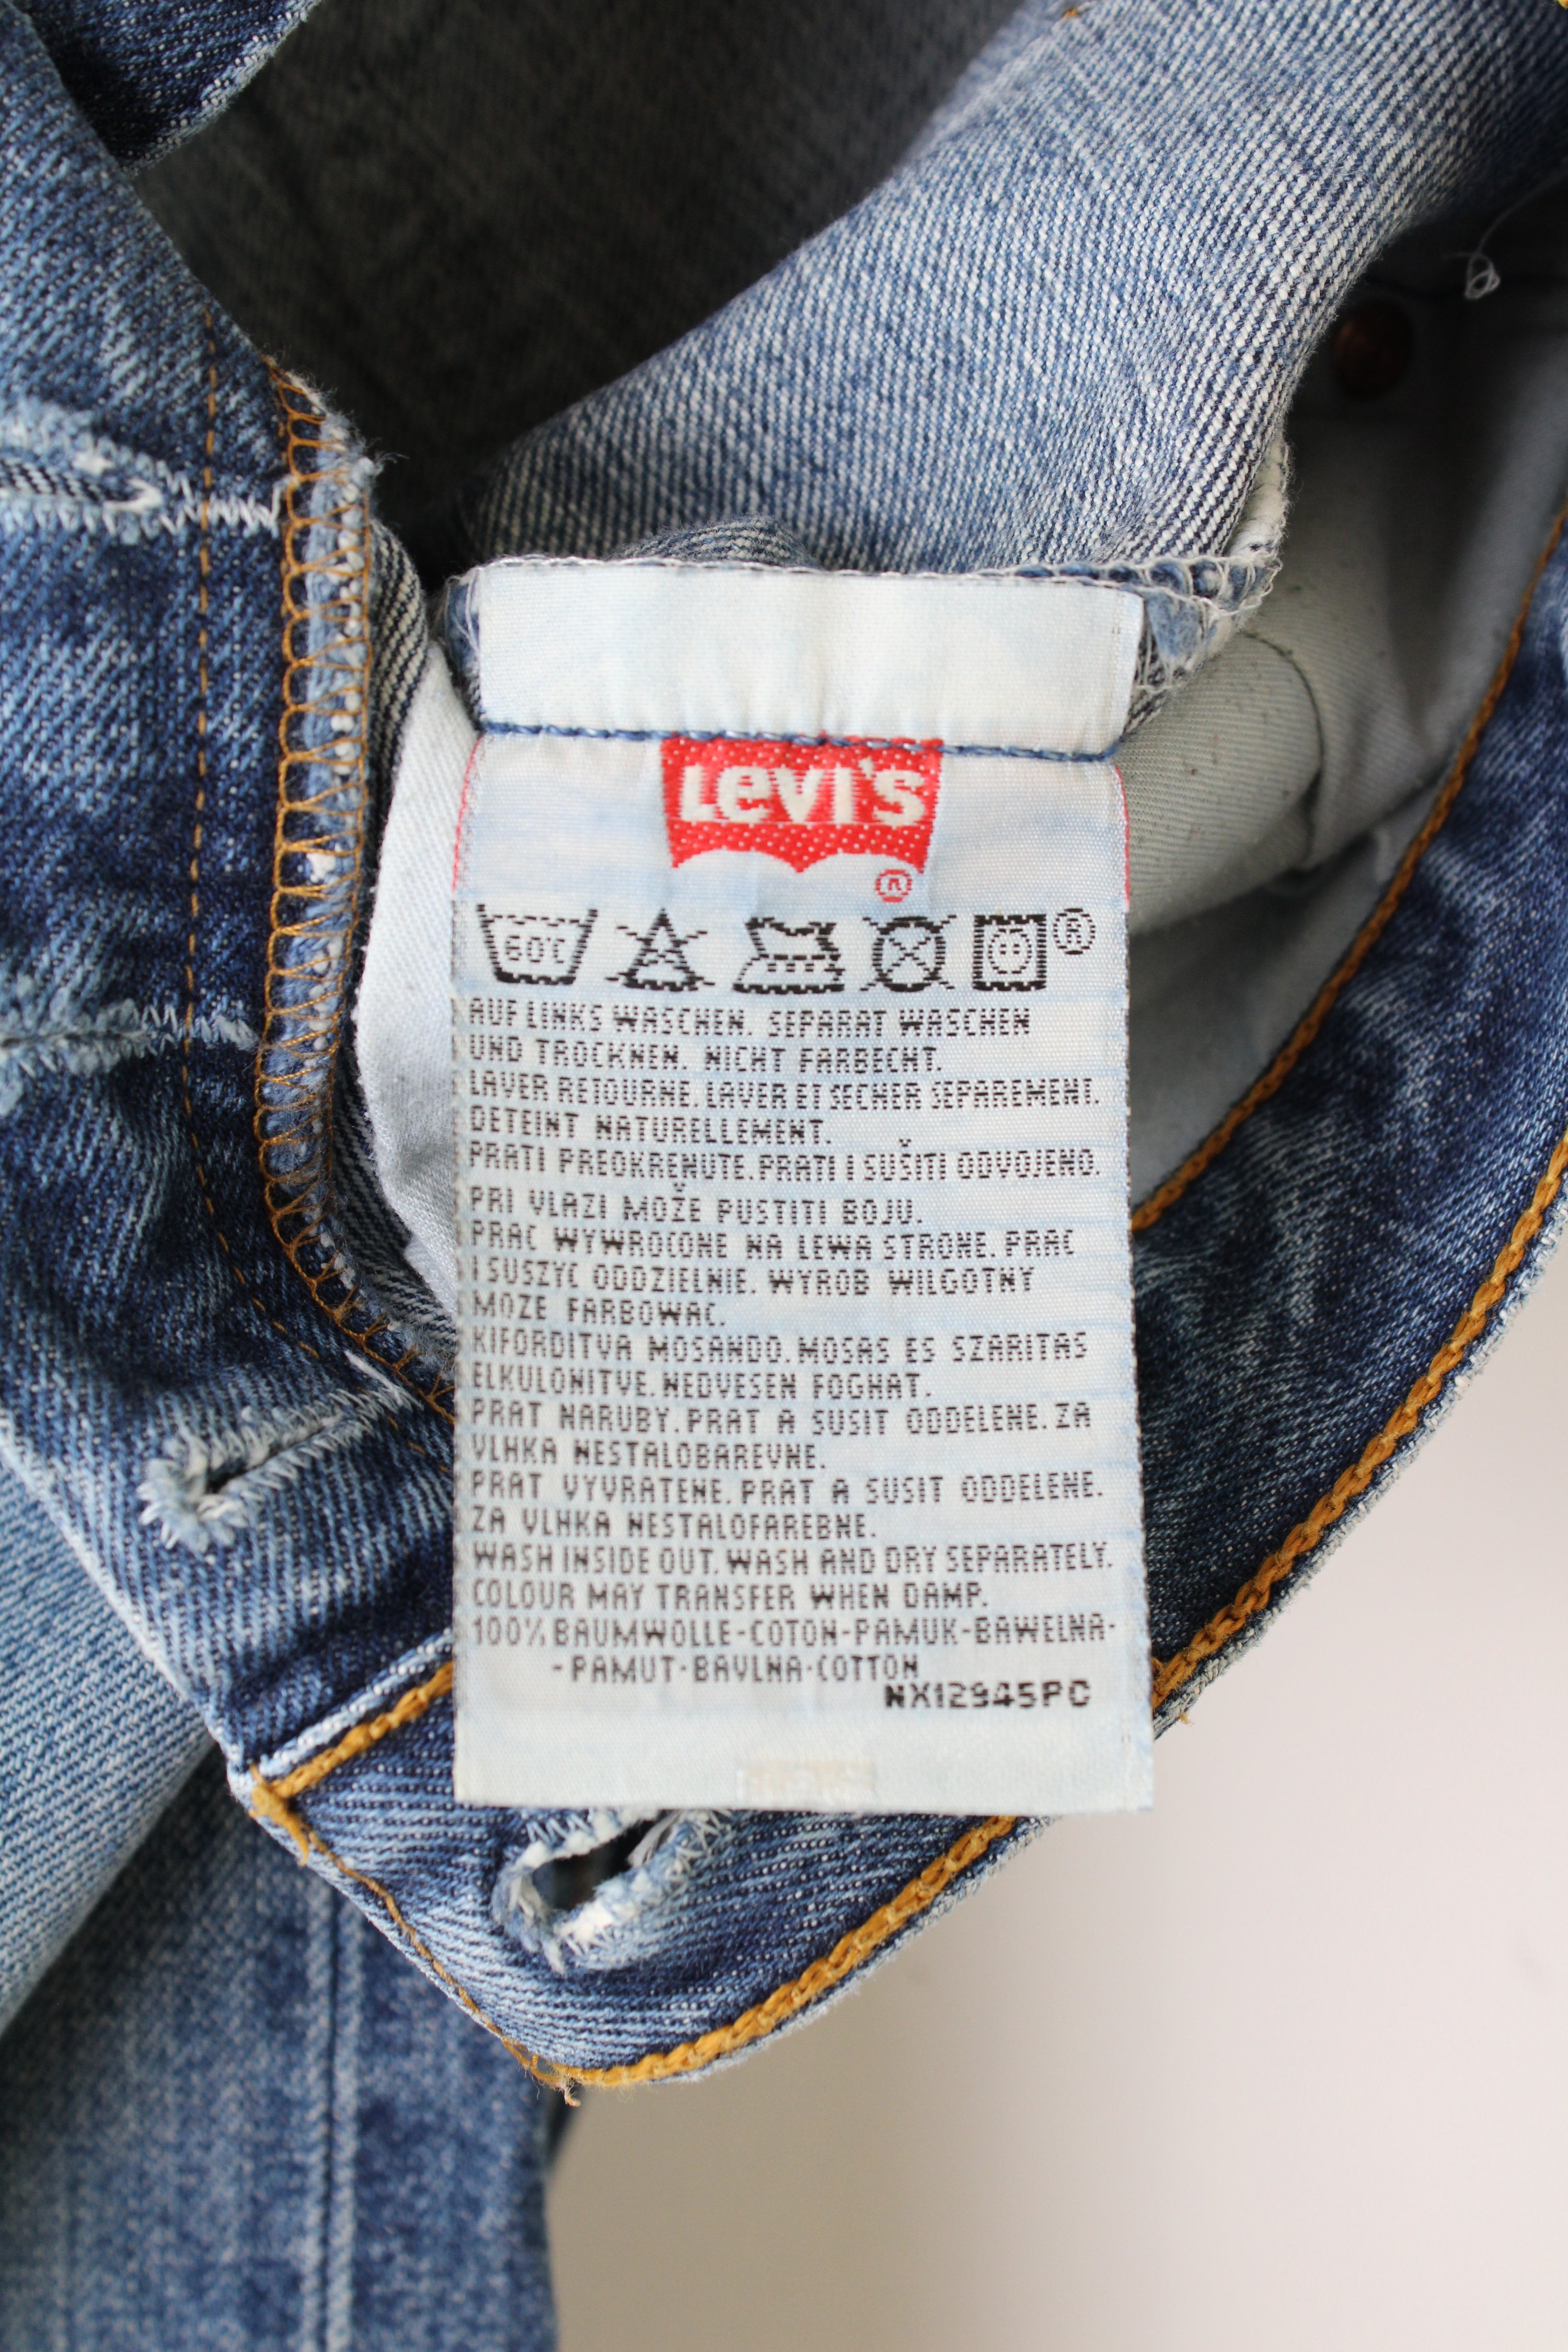 Levi's
®
60°C
®
AUF LINKS WASCHEN. SEPARAT WASCHEN
UND TROCKNEN. NICHT FARBECHT.
LAVER RETOURNE. LAVER ET SECHER SEPAREMENT.
DETEINT NATURELLEMENT.
PRATI PREOKRENUTE. PRATI I SUŠITI ODVOJENO.
PRI VLAZI MOŽE PUSTITI BOJU.
PRAC WYWROCONE NA LEWA STRONE. PRAC
I SUSZYC ODDZIELNIE. WYROB WILGOTNY
MOZE FARBOWAC.
KIFORDITVA MOSANDO. MOSAS ES SZARITAS
ELKULONITVE. NEDVESEN FOGHAT.
PRAT NARUBY. PRAT A SUSIT ODDELENE. ZA
VLHKA NESTALOBAREVNE.
PRAT VYVRATENE. PRAT A SUSIT ODDELENE.
ZA VLHKA NESTALOFAREBNE.
WASH INSIDE OUT. WASH AND DRY SEPARATELY.
COLOUR MAY TRANSFER WHEN DAMP.
100% BAUMWOLLE-COTON-PAMUK-BAWELNA-
-PAMUT-BAVLNA-COTTON
NX12945PC